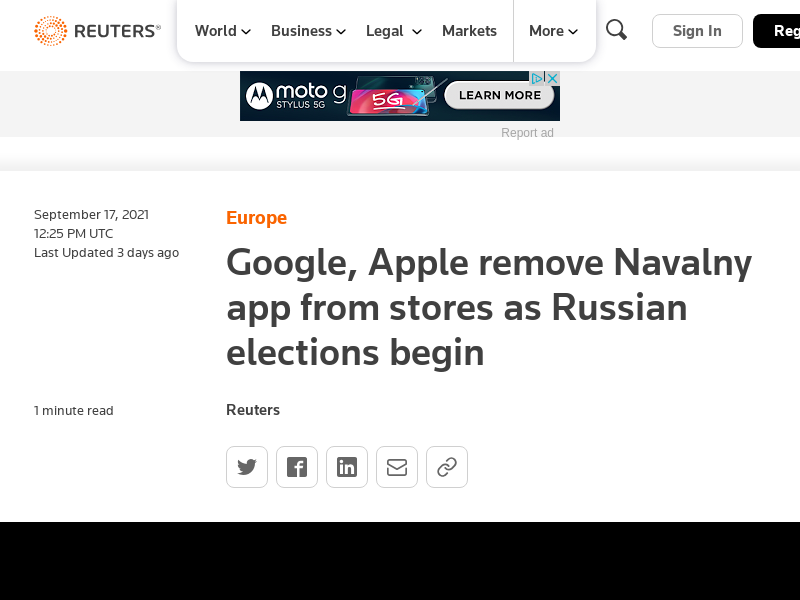 REUTERS®
World
Business
Legal
Markets
More
Sign In
Reg
moto g
STYLUS 5G
5G
LEARN MORE
Report ad
September 17, 2021
12:25 PM UTC
Last Updated 3 days ago
Europe
Google, Apple remove Navalny
app from stores as Russian
elections begin
1 minute read
Reuters